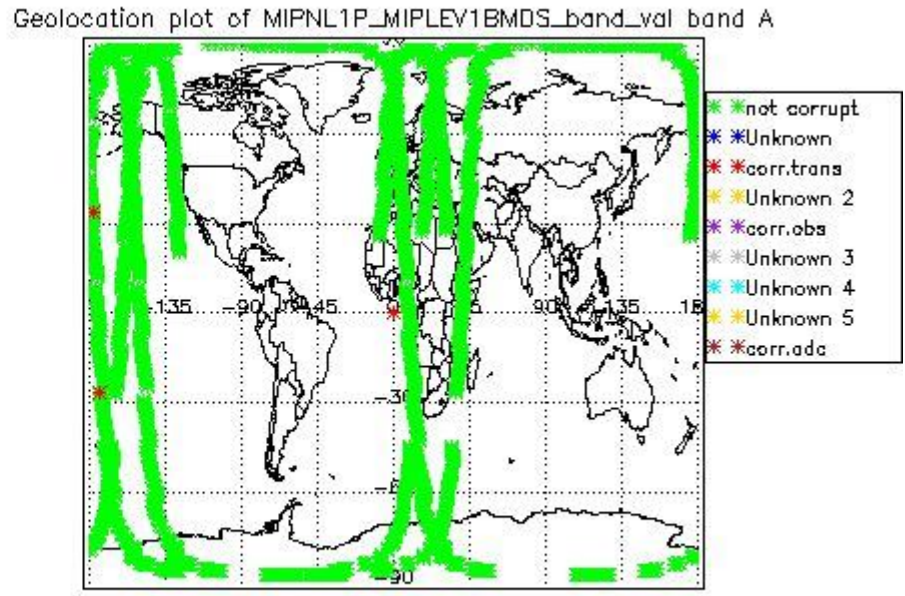 Geolocation plot of MIPNL1P_MIPLEV1BMDS_band_val band A
not corrupt
Unknown
corr.trans
Unknown 2
corr.obs
Unknown 3
Unknown 4
Unknown 5
corr.adc
-135 -90 -45 90 135
-90